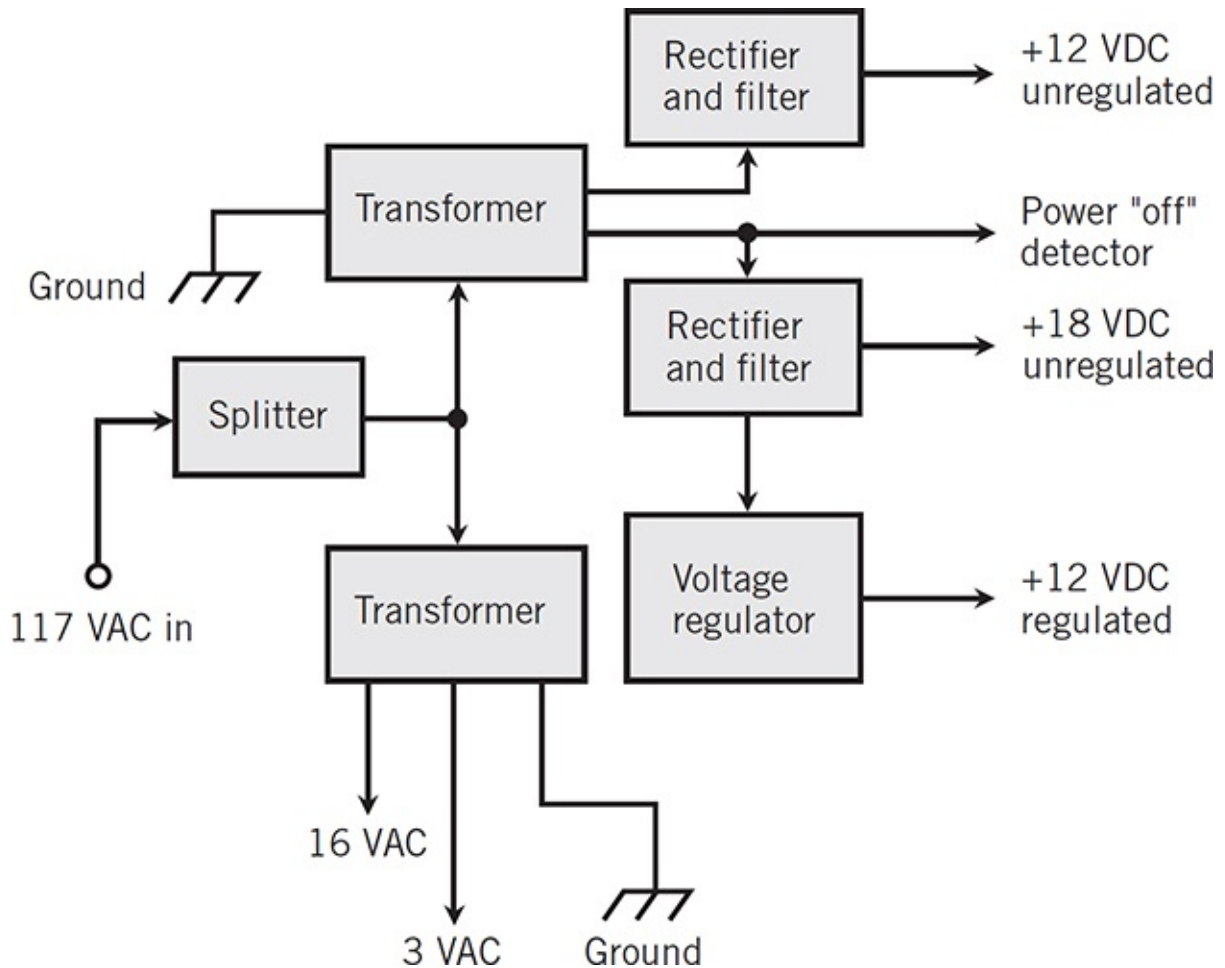 Rectifier
and filter
+12 VDC
unregulated
Transformer
Power "off"
detector
Ground
Rectifier
and filter
+18 VDC
unregulated
Splitter
117 VAC in
Transformer
Voltage
regulator
+12 VDC
regulated
16 VAC
3 VAC
Ground